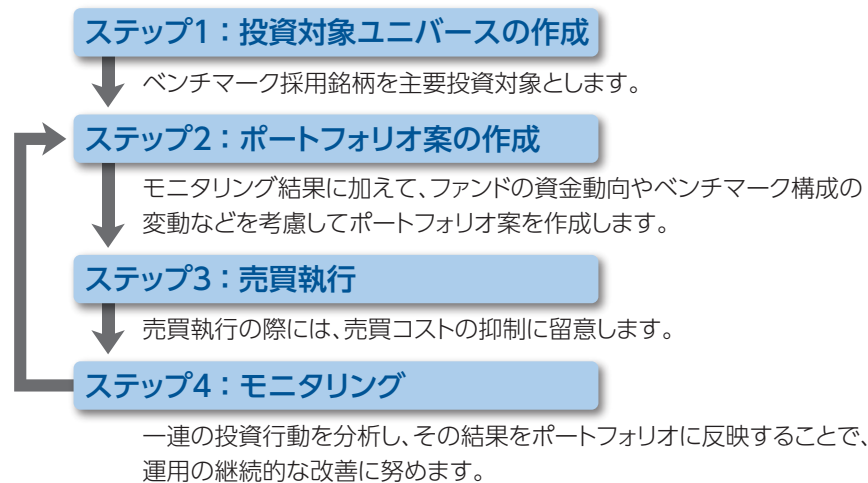 ステップ1：投資対象ユニバースの作成
ベンチマーク採用銘柄を主要投資対象とします。
ステップ2：ポートフォリオ案の作成
モニタリング結果に加えて、ファンドの資金動向やベンチマーク構成の
変動などを考慮してポートフォリオ案を作成します。
ステップ3：売買執行
売買執行の際には、売買コストの抑制に留意します。
ステップ4：モニタリング
一連の投資行動を分析し、その結果をポートフォリオに反映することで、
運用の継続的な改善に努めます。